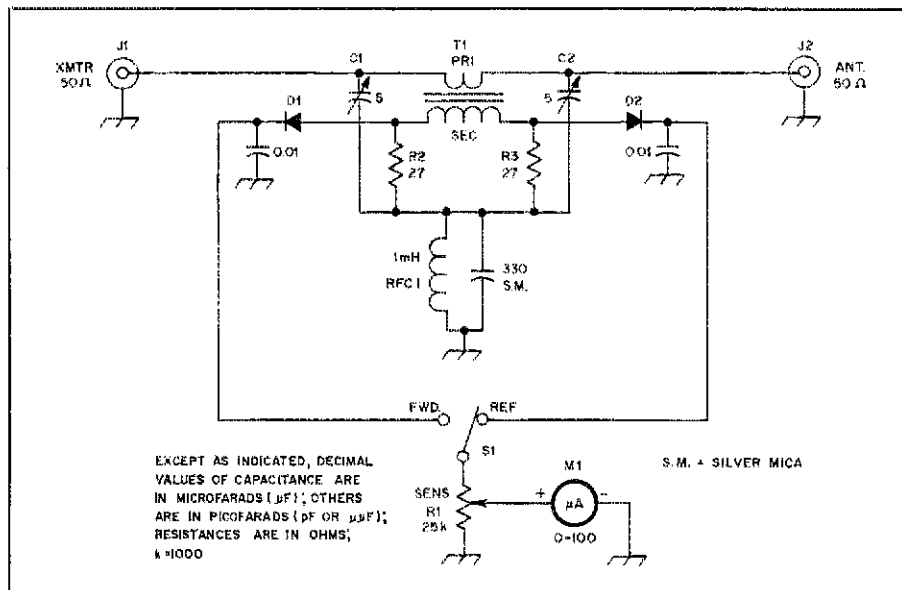 J1
XMTR
50Ω
C1
5
T1
PRI
SEC
C2
5
J2
ANT.
50 Ω
D1
0.01
D2
0.01
R2
27
R3
27
1mH
RFC1
330
S.M.
FWD.
REF
S1
SENS
R1
25k
M1
+
-
μA
0-100
EXCEPT AS INDICATED, DECIMAL
VALUES OF CAPACITANCE ARE
IN MICROFARADS (μF); OTHERS
ARE IN PICOFARADS (pF OR μμF);
RESISTANCES ARE IN OHMS;
k=1000
S.M. = SILVER MICA